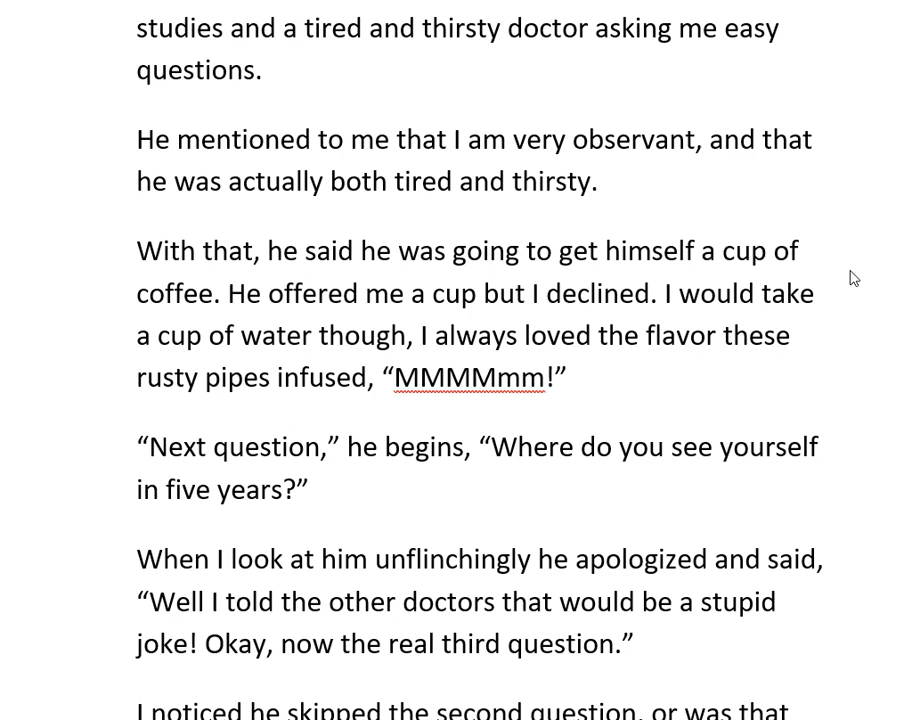 studies and a tired and thirsty doctor asking me easy
questions.
He mentioned to me that I am very observant, and that
he was actually both tired and thirsty.
With that, he said he was going to get himself a cup of
coffee. He offered me a cup but I declined. I would take
a cup of water though, I always loved the flavor these
rusty pipes infused, “MMMMmm!”
“Next question,” he begins, “Where do you see yourself
in five years?”
When I look at him unflinchingly he apologized and said,
“Well I told the other doctors that would be a stupid
joke! Okay, now the real third question.”
I noticed he skipped the second question, or was that